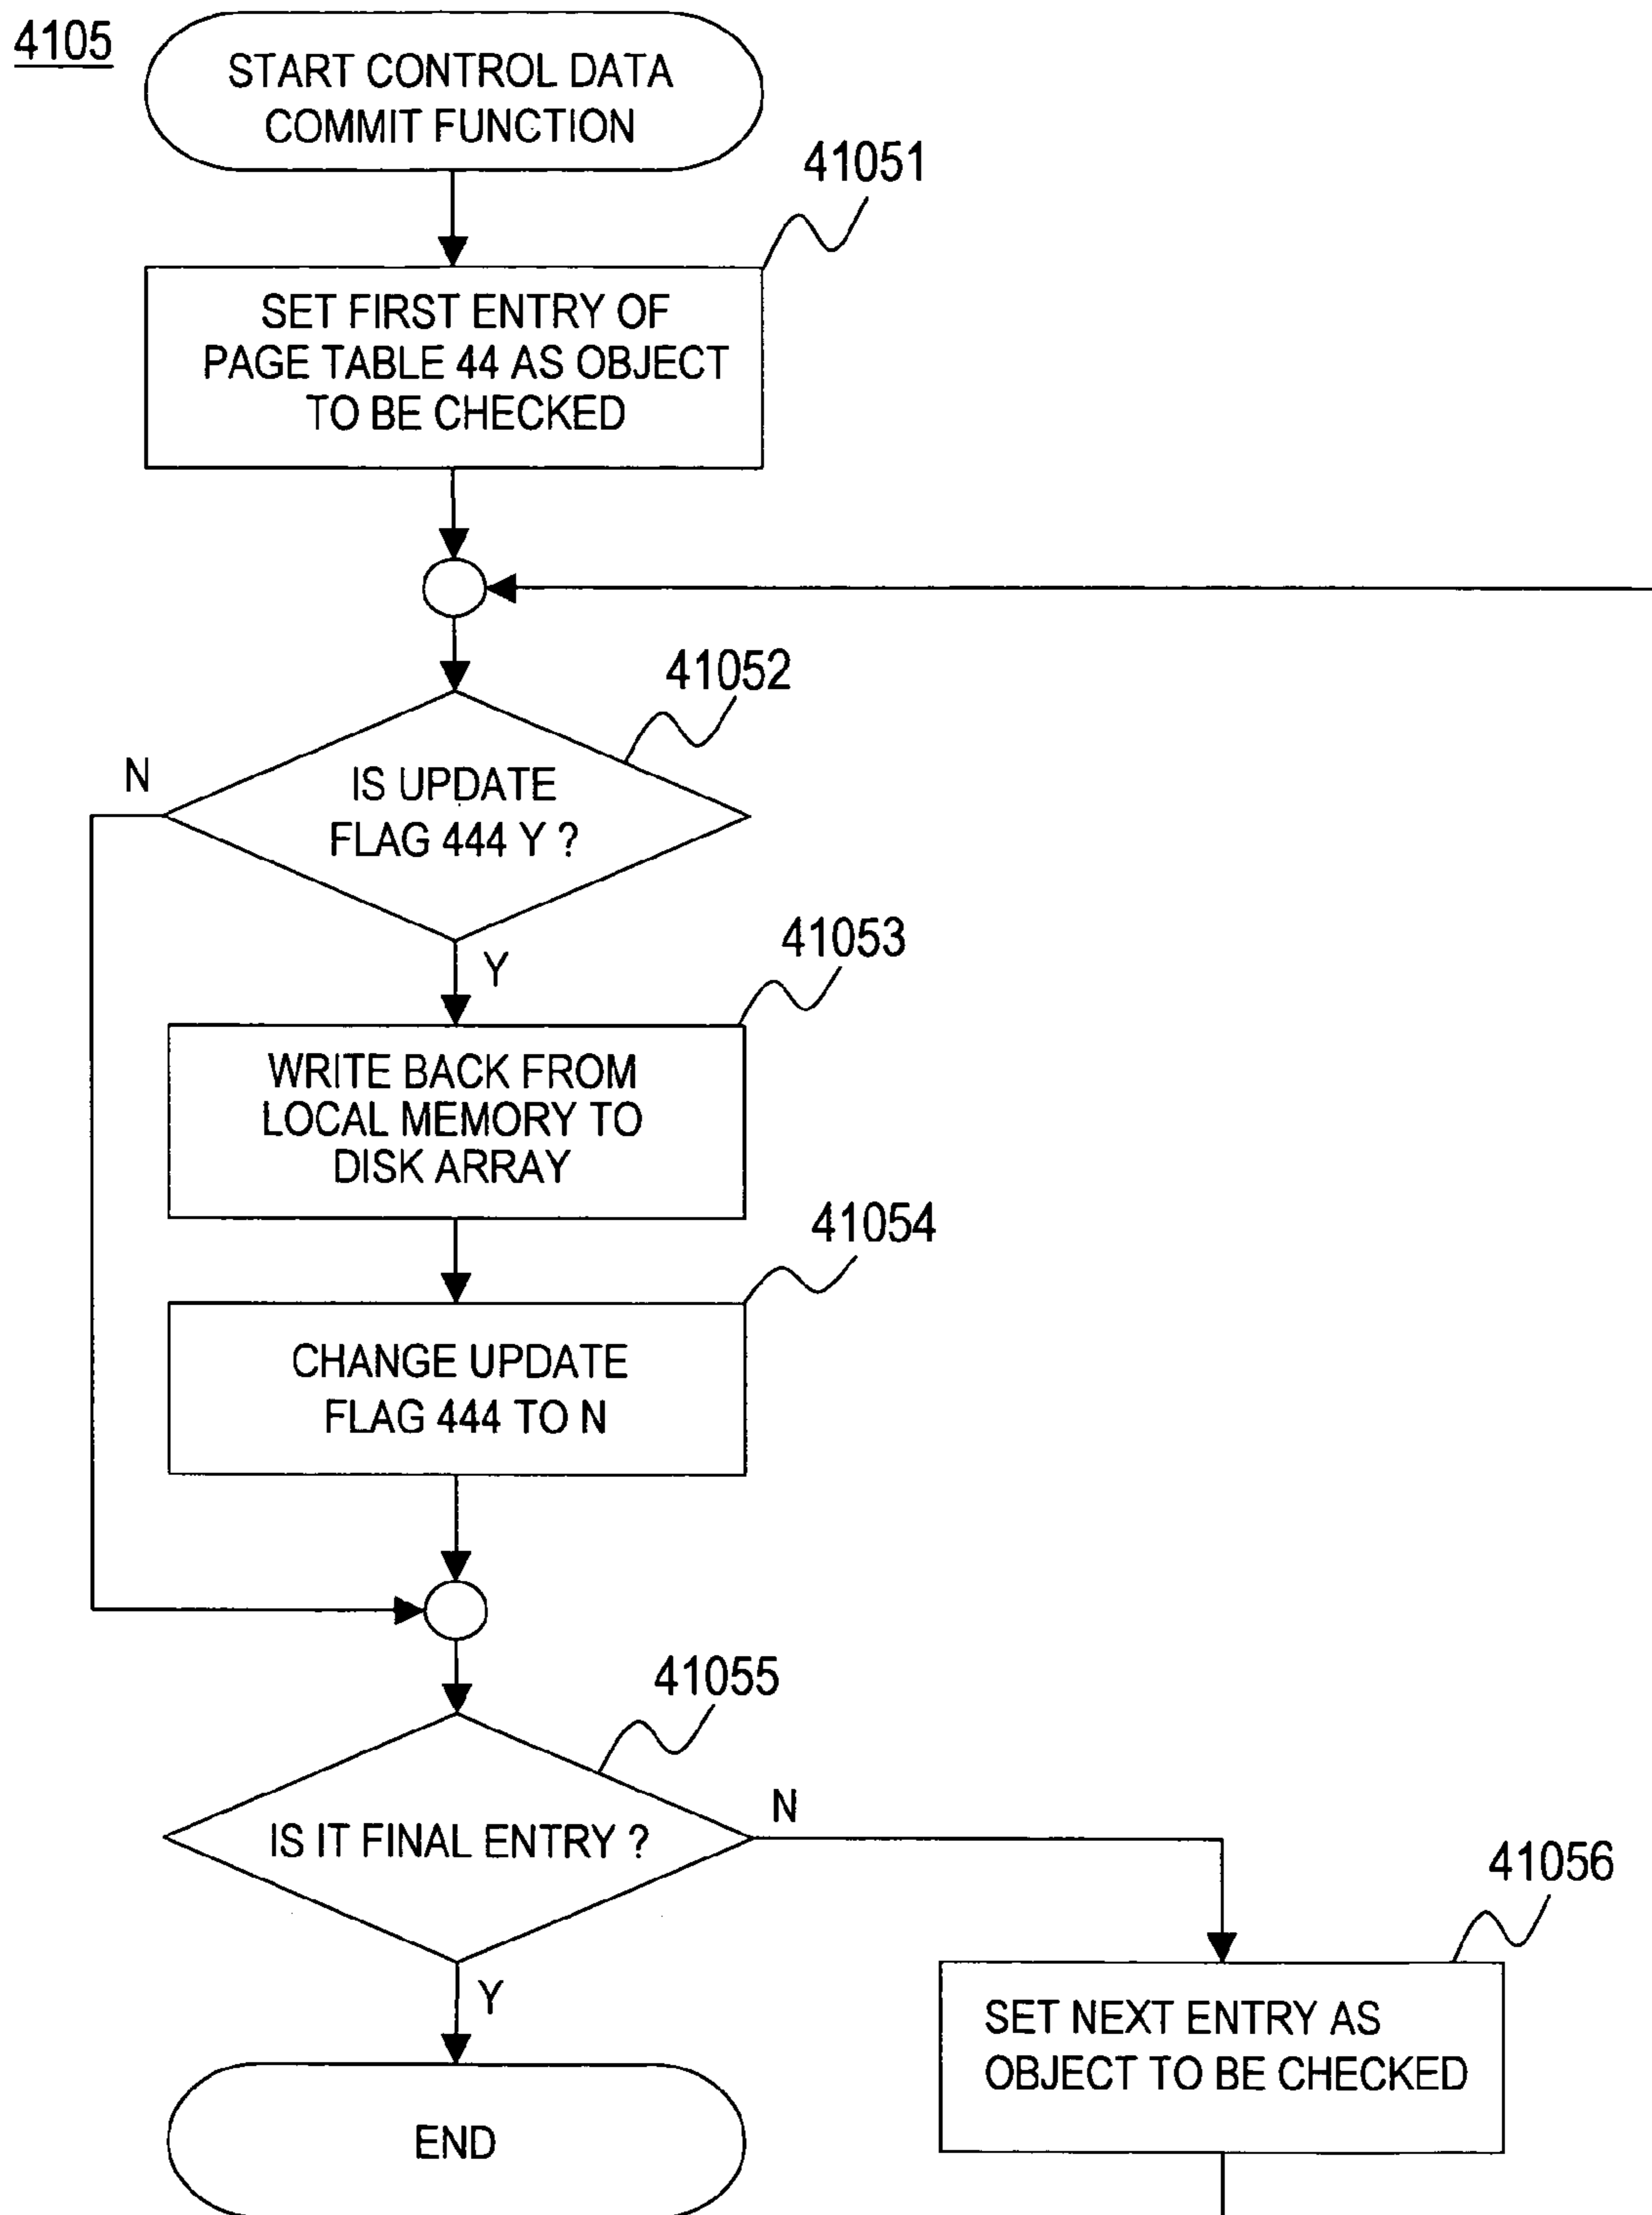 4105
START CONTROL DATA
COMMIT FUNCTION
41051
SET FIRST ENTRY OF
PAGE TABLE 44 AS OBJECT
TO BE CHECKED
41052
N
IS UPDATE
FLAG 444 Y ?
Y
41053
WRITE BACK FROM
LOCAL MEMORY TO
DISK ARRAY
41054
CHANGE UPDATE
FLAG 444 TO N
41055
IS IT FINAL ENTRY ?
N
Y
41056
SET NEXT ENTRY AS
OBJECT TO BE CHECKED
END